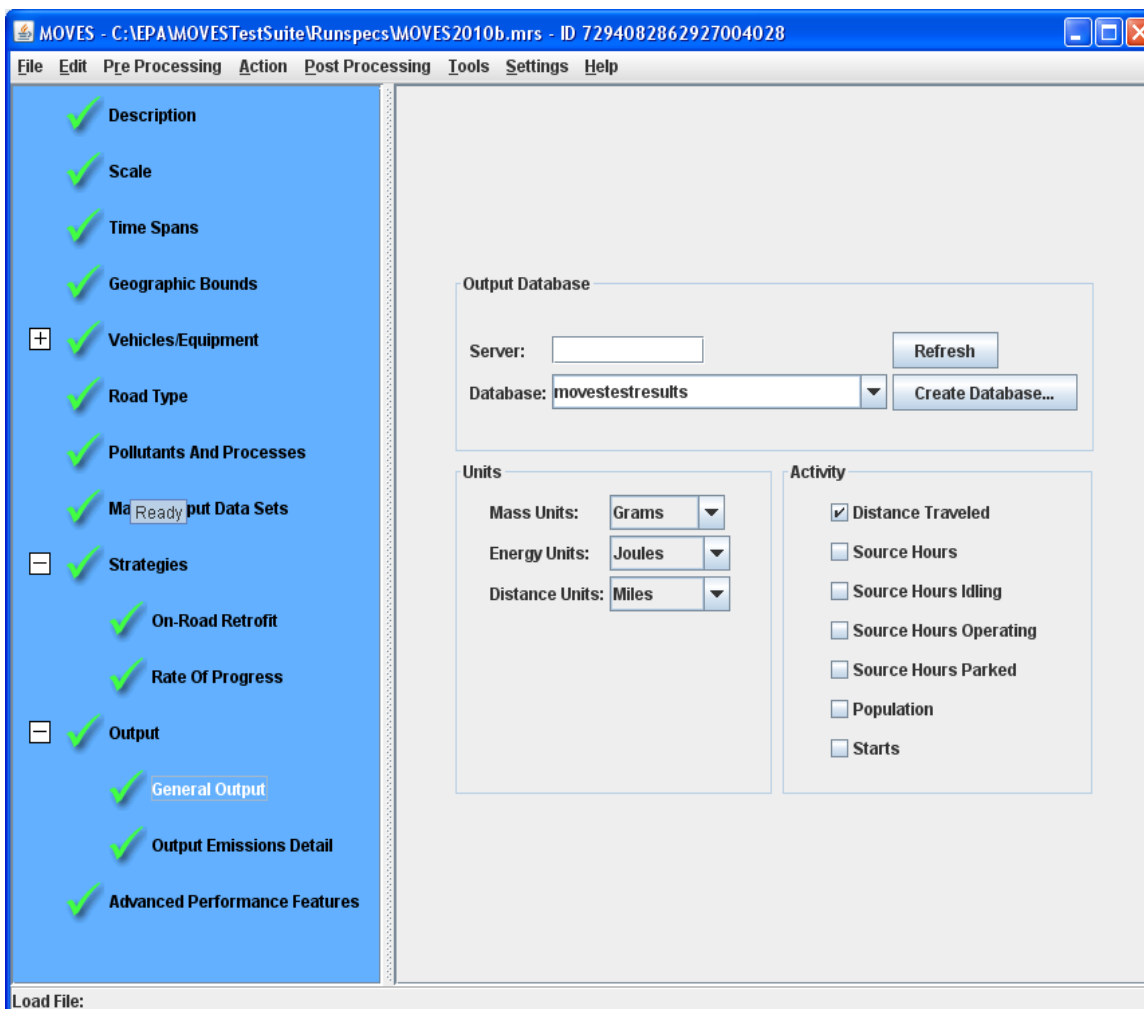 MOVES - C:\EPA\MOVESTestSuite\Runspecs\MOVES2010b.mrs - ID 7294082862927004028
File Edit Pre Processing Action Post Processing Tools Settings Help
Description
Scale
Time Spans
Geographic Bounds
Vehicles/Equipment
Road Type
Pollutants And Processes
Ma Ready put Data Sets
Strategies
On-Road Retrofit
Rate Of Progress
Output
General Output
Output Emissions Detail
Advanced Performance Features
Output Database
Server:
Refresh
Database: movestestresults
Create Database...
Units
Mass Units: Grams
Energy Units: Joules
Distance Units: Miles
Activity
Distance Traveled
Source Hours
Source Hours Idling
Source Hours Operating
Source Hours Parked
Population
Starts
Load File: